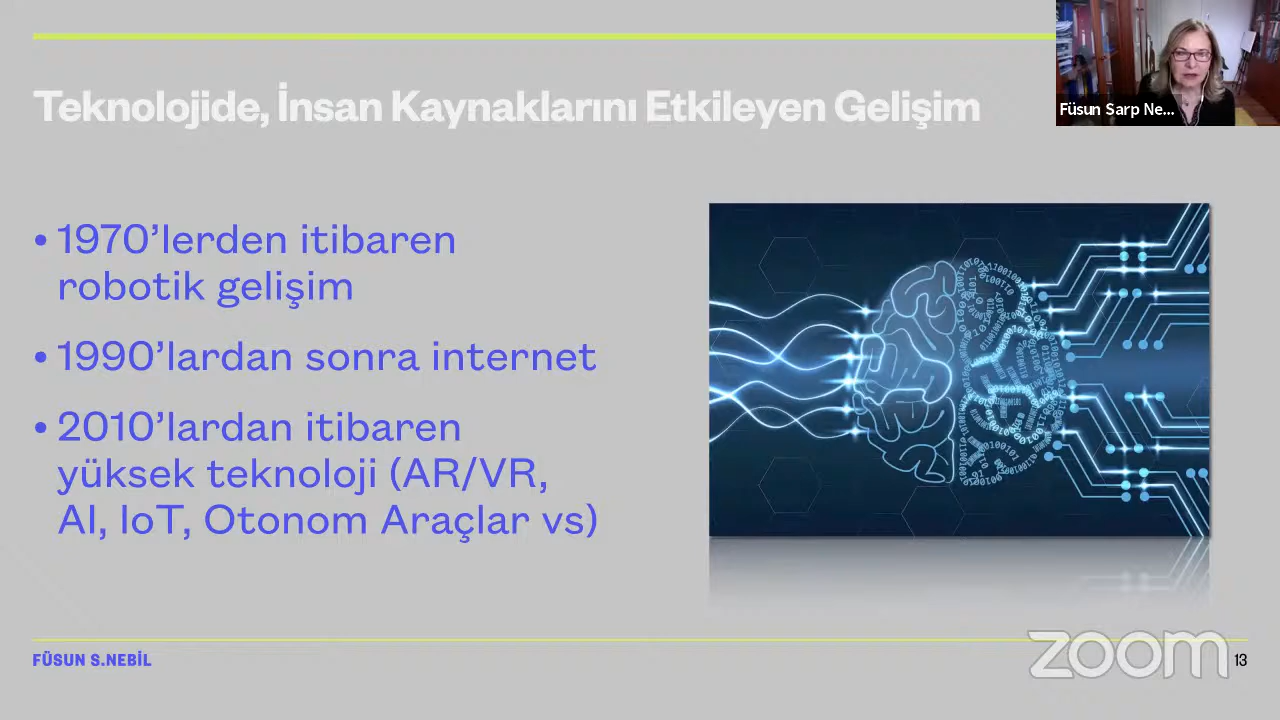 Teknolojide, İnsan Kaynaklarını Etkileyen Gelişim
Füsun Sarp Ne...
• 1970’lerden itibaren
robotik gelişim
• 1990’lardan sonra internet
• 2010’lardan itibaren
yüksek teknoloji (AR/VR,
AI, IoT, Otonom Araçlar vs)
FÜSUN S.NEBİL
zoom
13